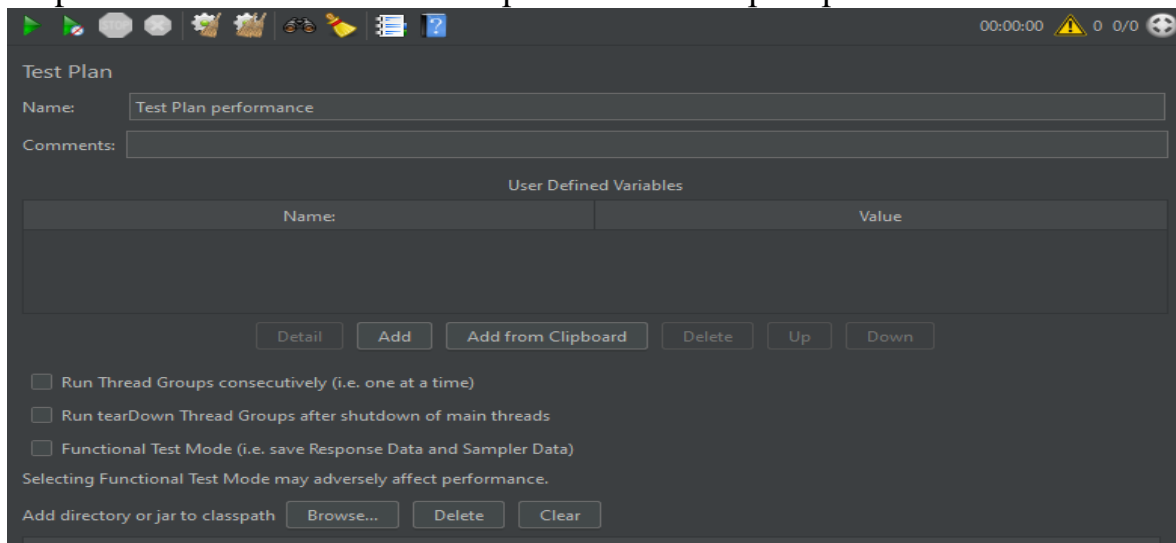 STOP
00:00:00 0 0/0
Test Plan
Name: Test Plan performance
Comments:
User Defined Variables
Name: Value
Detail Add Add from Clipboard Delete Up Down
Run Thread Groups consecutively (i.e. one at a time)
Run tearDown Thread Groups after shutdown of main threads
Functional Test Mode (i.e. save Response Data and Sampler Data)
Selecting Functional Test Mode may adversely affect performance.
Add directory or jar to classpath Browse... Delete Clear